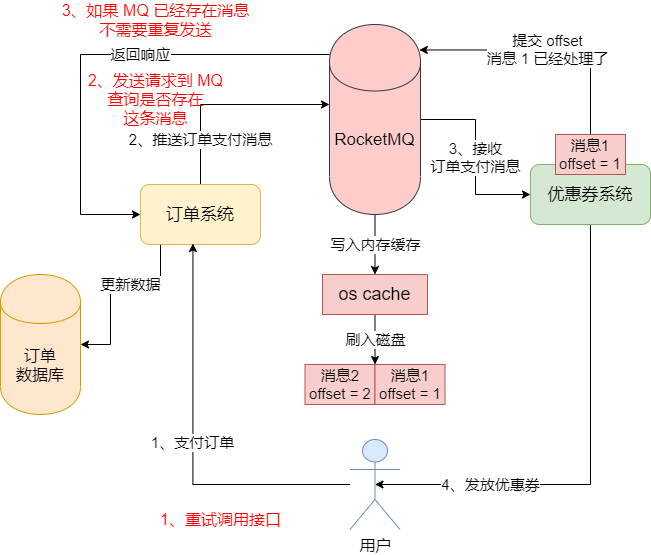 3、如果 MQ 已经存在消息
不需要重复发送
返回响应
2、发送请求到 MQ
查询是否存在
这条消息
2、推送订单支付消息
RocketMQ
提交 offset
消息 1 已经处理了
3、接收
订单支付消息
消息1
offset = 1
优惠券系统
订单系统
写入内存缓存
os cache
更新数据
刷入磁盘
订单
数据库
消息2
offset = 2
消息1
offset = 1
1、支付订单
4、发放优惠券
1、重试调用接口
用户